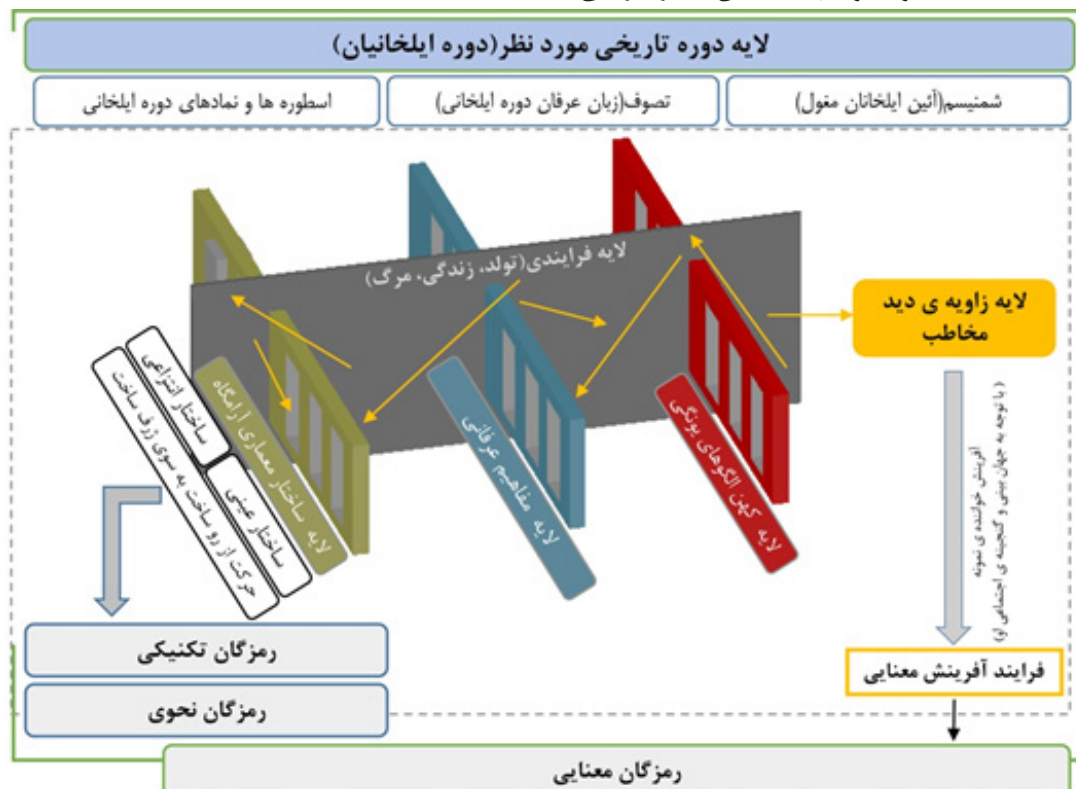 لایه دوره تاریخی مورد نظر(دوره ایلخانیان)
شمنیسم(آئین ایلخانان مغول)
تصوف(زبان عرفان دوره ایلخانی)
اسطوره ها و نمادهای دوره ایلخانی
لایه فرایندی(تولد، زندگی، مرگ)
لایه زاویه ی دید
مخاطب
لایه کهن الگوهای یونگی
لایه مفاهیم عرفانی
لایه ساختار معماری آرامگاه
ساختار انتزاعی
ساختار عینی
حرکت از رو ساخت به سوی ژرف ساخت
آفرینش خواننده ی نمونه
( با توجه به جهان بینی و گنجینه ی اجتماعی او)
فرایند آفرینش معنایی
رمزگان تکنیکی
رمزگان نحوی
رمزگان معنایی